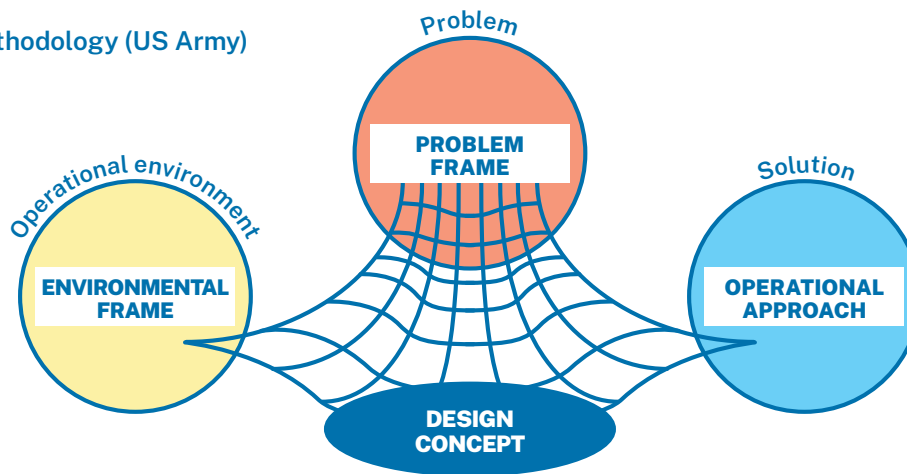 thodology (US Army)
Problem
PROBLEM
FRAME
Operational environment
ENVIRONMENTAL
FRAME
Solution
OPERATIONAL
APPROACH
DESIGN
CONCEPT